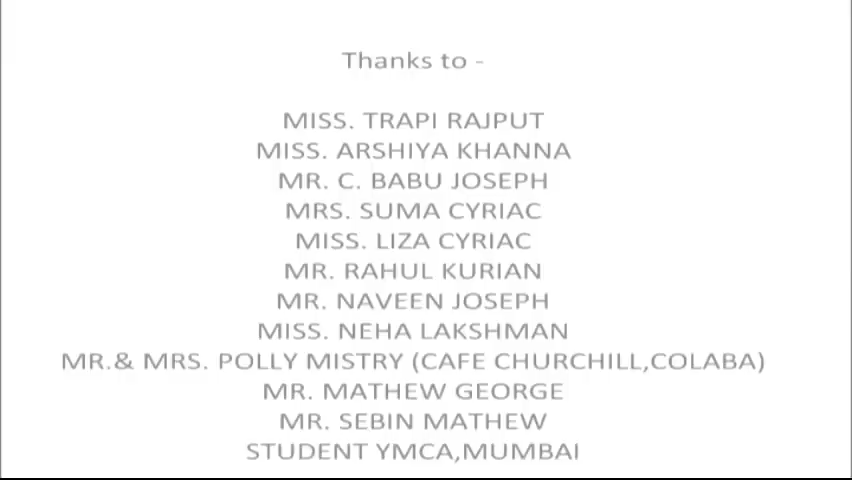 Thanks to -
MISS. TRAPI RAJPUT
MISS. ARSHIYA KHANNA
MR. C. BABU JOSEPH
MRS. SUMA CYRIAC
MISS. LIZA CYRIAC
MR. RAHUL KURIAN
MR. NAVEEN JOSEPH
MISS. NEHA LAKSHMAN
MR.& MRS. POLLY MISTRY (CAFE CHURCHILL,COLABA)
MR. MATHEW GEORGE
MR. SEBIN MATHEW
STUDENT YMCA,MUMBAI